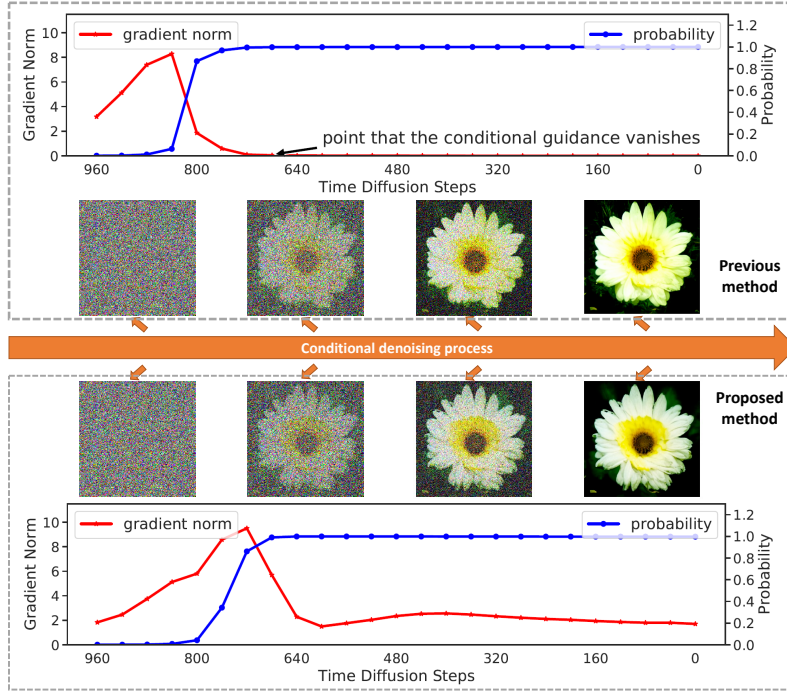 gradient norm
probability
Gradient Norm
Probability
10
8
6
4
2
0
1.2
1.0
0.8
0.6
0.4
0.2
0.0
point that the conditional guidance vanishes
960 800 640 480 320 160 0
Time Diffusion Steps
Previous
method
Conditional denoising process
Proposed
method
gradient norm
probability
Gradient Norm
Probability
10
8
6
4
2
0
1.2
1.0
0.8
0.6
0.4
0.2
0.0
960 800 640 480 320 160 0
Time Diffusion Steps